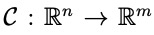 𝒞 : ℝⁿ → ℝᵐ